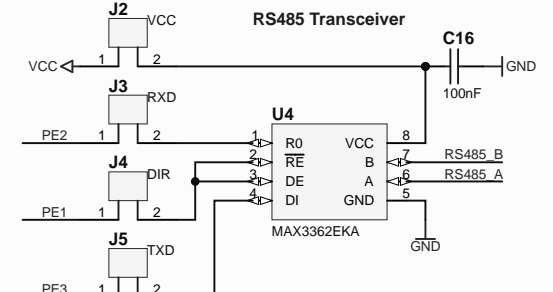 J2
VCC
RS485 Transceiver
C16
VCC
1
2
GND
J3
RXD
100nF
U4
PE2
1
2
1
R0
VCC
8
J4
DIR
2
RE
B
7
RS485_B
3
DE
A
6
RS485_A
4
DI
GND
5
PE1
1
2
MAX3362EKA
GND
J5
TXD
PE3
1
2